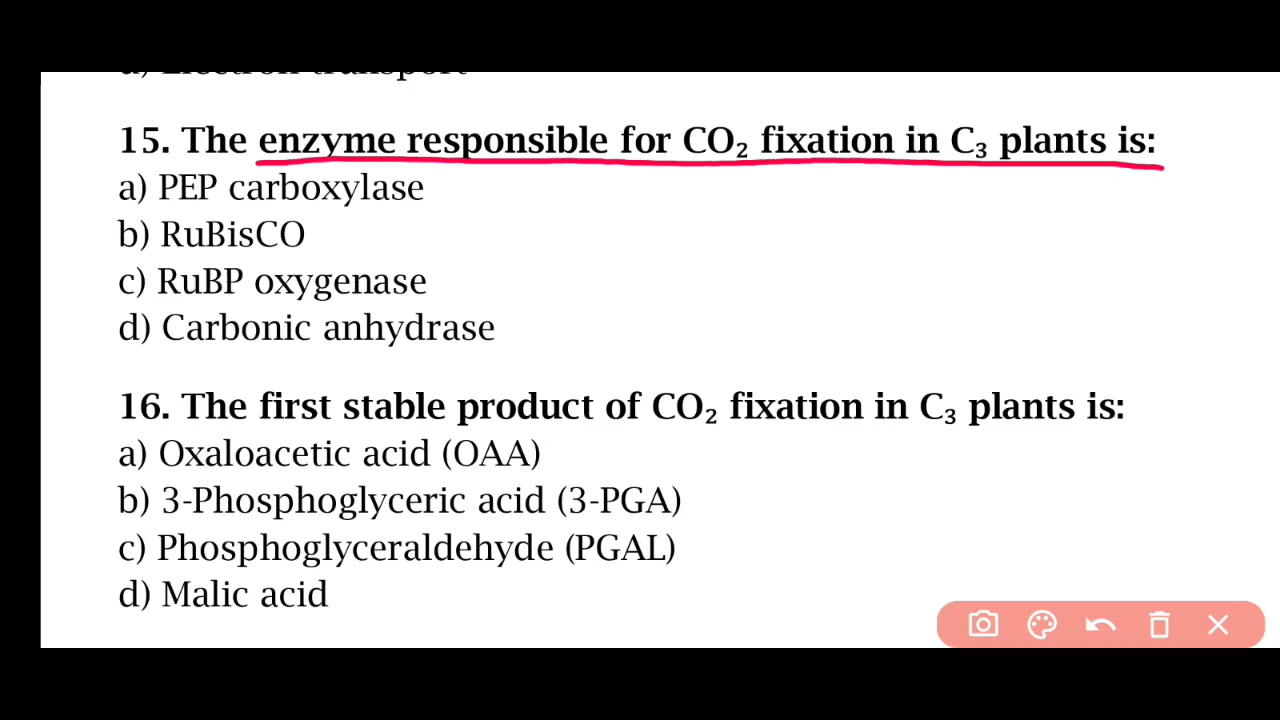 d) Electron transport
15. The enzyme responsible for CO₂ fixation in C₃ plants is:
a) PEP carboxylase
b) RuBisCO
c) RuBP oxygenase
d) Carbonic anhydrase
16. The first stable product of CO₂ fixation in C₃ plants is:
a) Oxaloacetic acid (OAA)
b) 3-Phosphoglyceric acid (3-PGA)
c) Phosphoglyceraldehyde (PGAL)
d) Malic acid